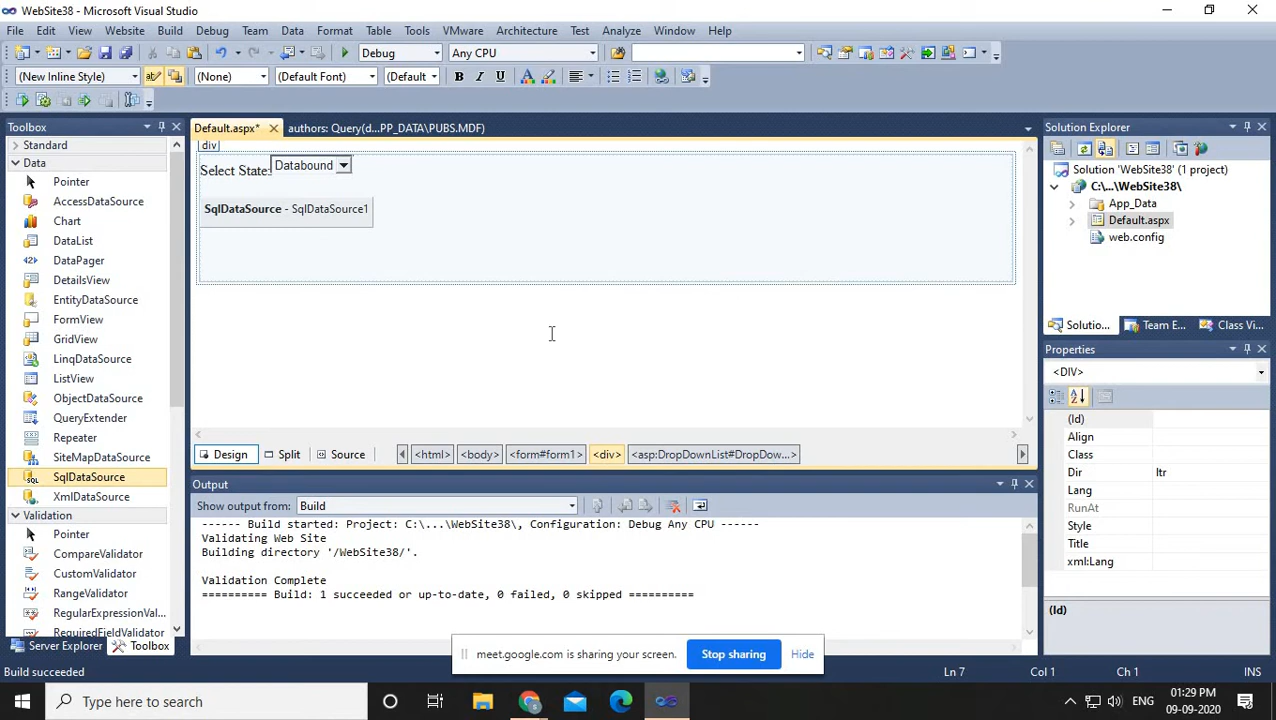 WebSite38 - Microsoft Visual Studio
File Edit View Website Build Debug Team Data Format Table Tools VMware Architecture Test Analyze Window Help
Debug Any CPU
(New Inline Style) (None) (Default Font) (Default B I U A
Toolbox
Standard
Data
Pointer
AccessDataSource
Chart
DataList
DataPager
DetailsView
EntityDataSource
FormView
GridView
LinqDataSource
ListView
ObjectDataSource
QueryExtender
Repeater
SiteMapDataSource
SqlDataSource
XmlDataSource
Validation
Pointer
CompareValidator
CustomValidator
RangeValidator
RegularExpressionVal...
RequiredFieldValidator
Server Explorer Toolbox
Default.aspx* authors: Query(d...PP_DATA\PUBS.MDF)
div
Select State: Databound
SqlDataSource - SqlDataSource1
Design Split Source <html> <body> <form#form1> <div> <asp:DropDownList#DropDow...>
Output
Show output from: Build
------ Build started: Project: C:\...\WebSite38\, Configuration: Debug Any CPU ------
Validating Web Site
Building directory '/WebSite38/'.
Validation Complete
========== Build: 1 succeeded or up-to-date, 0 failed, 0 skipped ==========
Solution Explorer
Solution 'WebSite38' (1 project)
C:\...\WebSite38\
App_Data
Default.aspx
web.config
Solutio... Team E... Class Vi...
Properties
<DIV>
(Id)
Align
Class
Dir ltr
Lang
RunAt
Style
Title
xml:Lang
(Id)
meet.google.com is sharing your screen. Stop sharing Hide
Build succeeded Ln 7 Col 1 Ch 1 INS
Type here to search
ENG
01:29 PM
09-09-2020